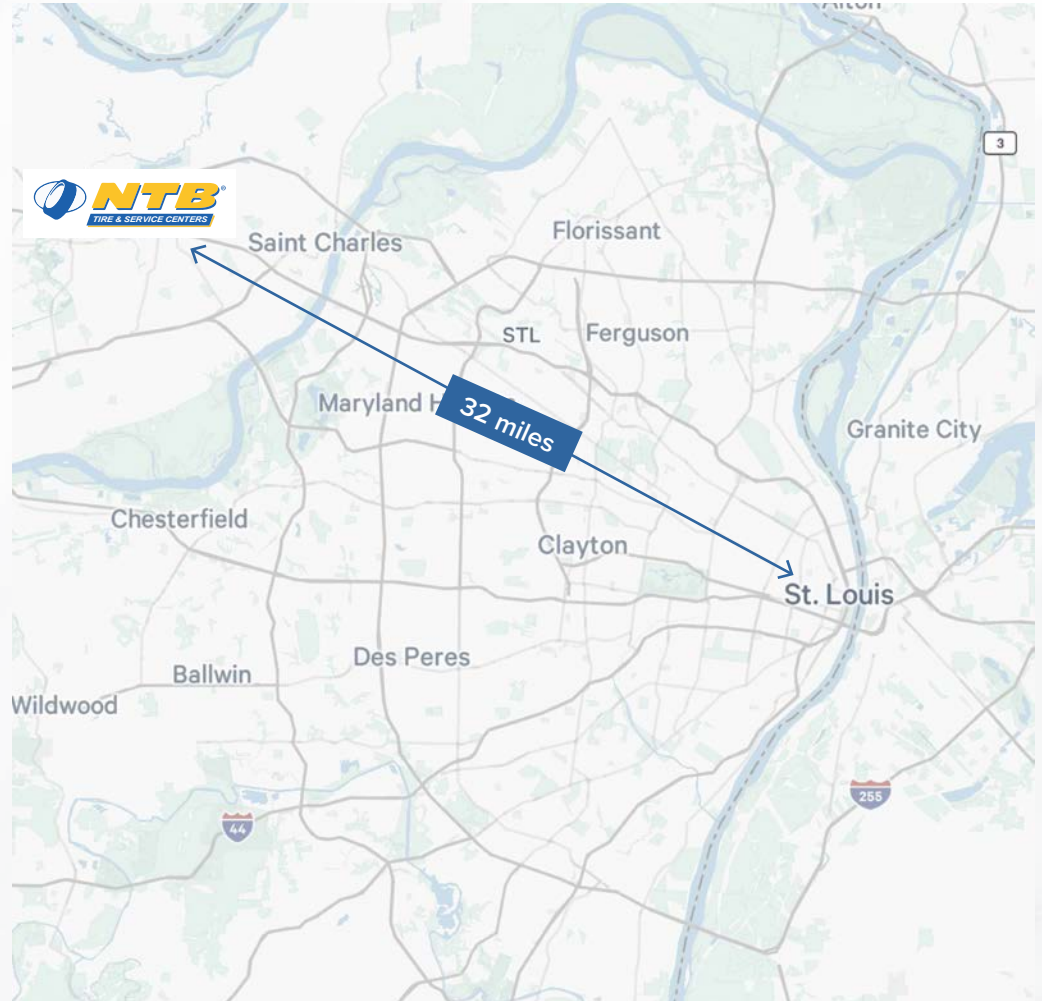 Alton
3
NTB®
TIRE & SERVICE CENTERS
Saint Charles
Florissant
STL
Ferguson
Maryland H
32 miles
Granite City
Chesterfield
Clayton
St. Louis
Des Peres
Ballwin
Wildwood
255
44